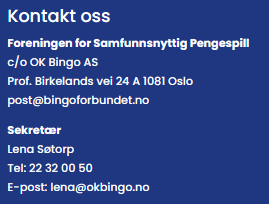 Kontakt oss
Foreningen for Samfunnsnyttig Pengespill
c/o OK Bingo AS
Prof. Birkelands vei 24 A 1081 Oslo
post@bingoforbundet.no
Sekretær
Lena Søtorp
Tel: 22 32 00 50
E-post: lena@okbingo.no